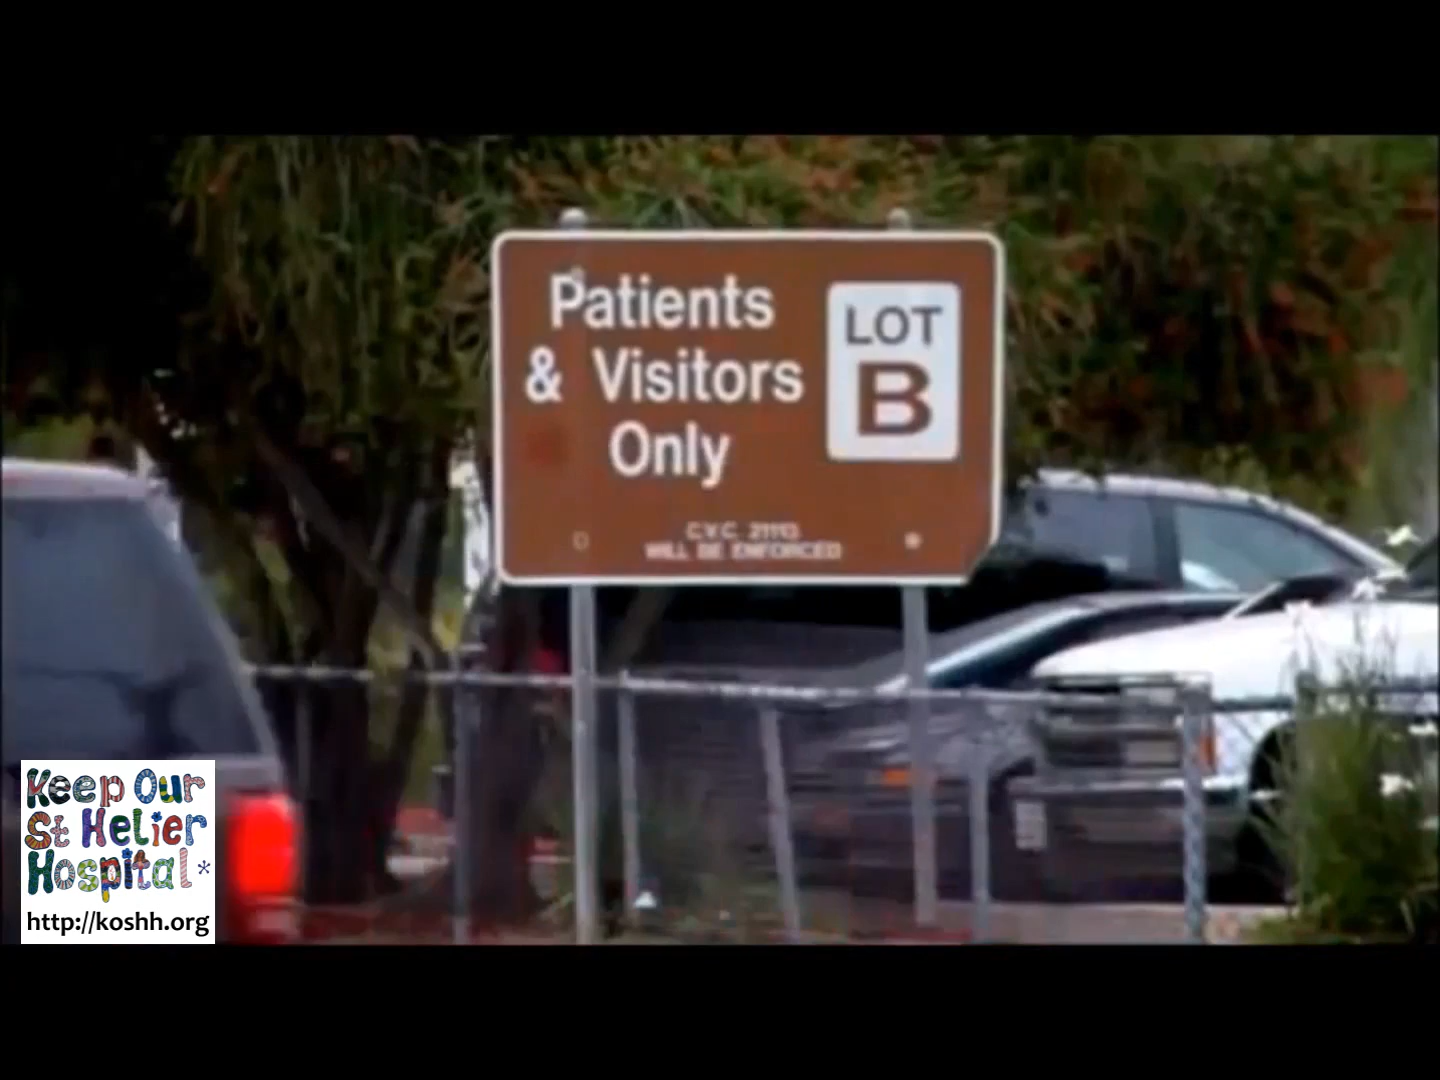 Patients
& Visitors
Only
LOT
B
C.V.C. 21113
WILL BE ENFORCED
Keep Our
St Helier
Hospital*
http://koshh.org